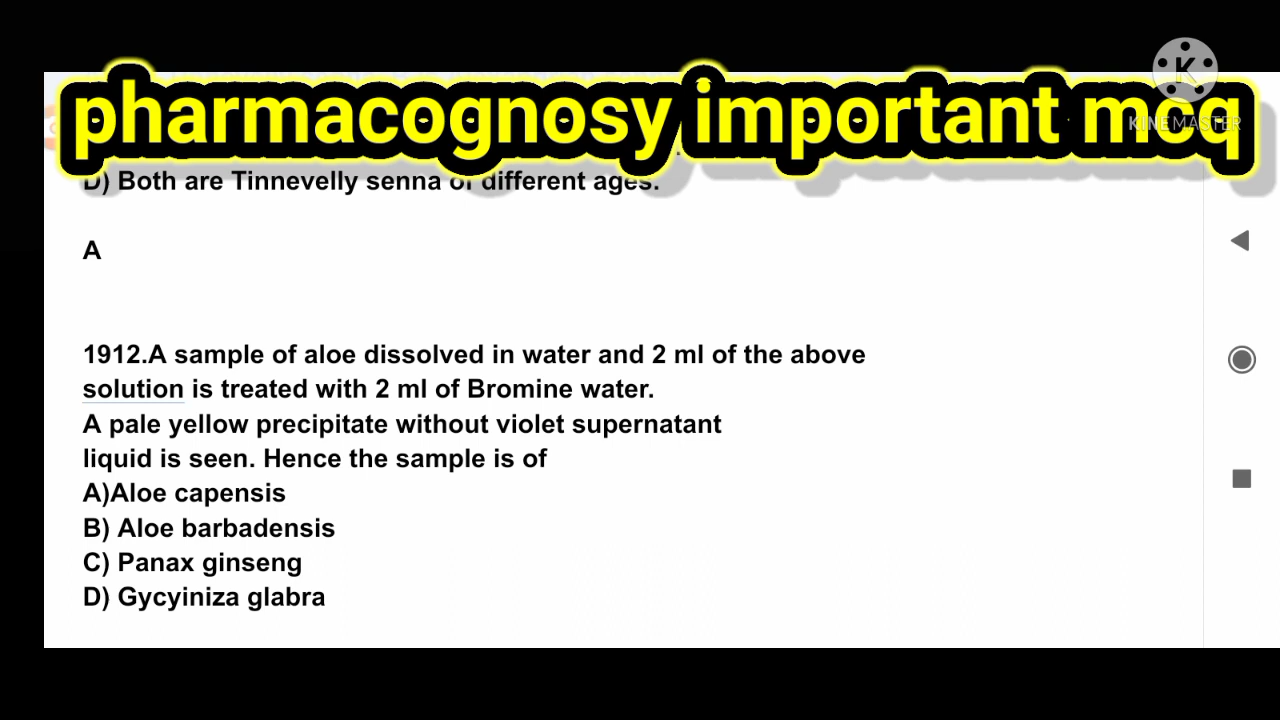 pharmacognosy important mcq
KINEMASTER
D) Both are Tinnevelly senna of different ages.
A
1912.A sample of aloe dissolved in water and 2 ml of the above
solution is treated with 2 ml of Bromine water.
A pale yellow precipitate without violet supernatant
liquid is seen. Hence the sample is of
A)Aloe capensis
B) Aloe barbadensis
C) Panax ginseng
D) Gycyiniza glabra